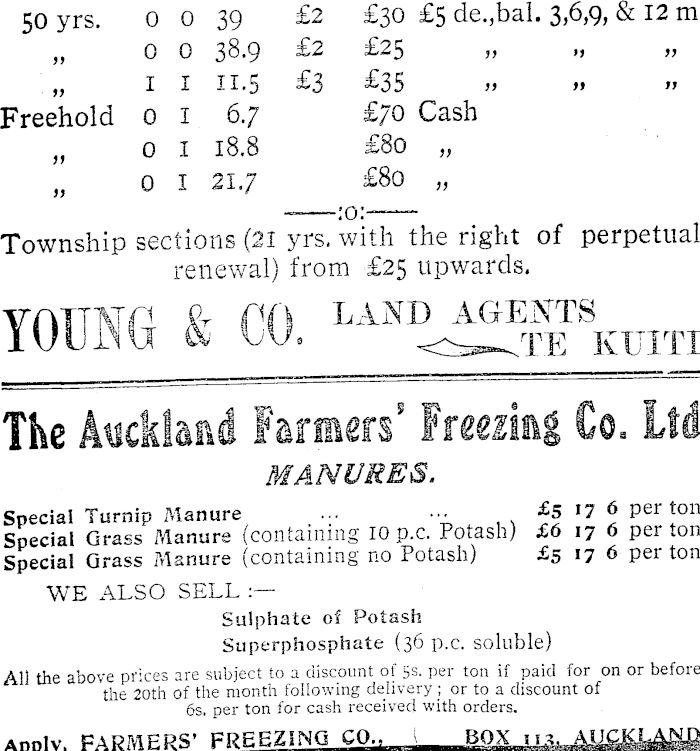 50 yrs. 0 0 39 £2 £30 £5 de.,bal. 3,6,9, & 12 m
„ 0 0 38.9 £2 £25 „ „ „
„ 1 1 11.5 £3 £35 „ „ „
Freehold 0 1 6.7 £70 Cash
„ 0 1 18.8 £80 „
„ 0 1 21.7 £80 „
——:o:——
Township sections (21 yrs. with the right of perpetual
renewal) from £25 upwards.
YOUNG & CO. LAND AGENTS
TE KUITI
The Auckland Farmers' Freezing Co. Ltd
MANURES.
Special Turnip Manure ... ... £5 17 6 per ton
Special Grass Manure (containing 10 p.c. Potash) £6 17 6 per ton
Special Grass Manure (containing no Potash) £5 17 6 per ton
WE ALSO SELL :—
Sulphate of Potash
Superphosphate (36 p.c. soluble)
All the above prices are subject to a discount of 5s. per ton if paid for on or before
the 20th of the month following delivery ; or to a discount of
6s. per ton for cash received with orders.
Apply, FARMERS' FREEZING CO., BOX 113, AUCKLAND